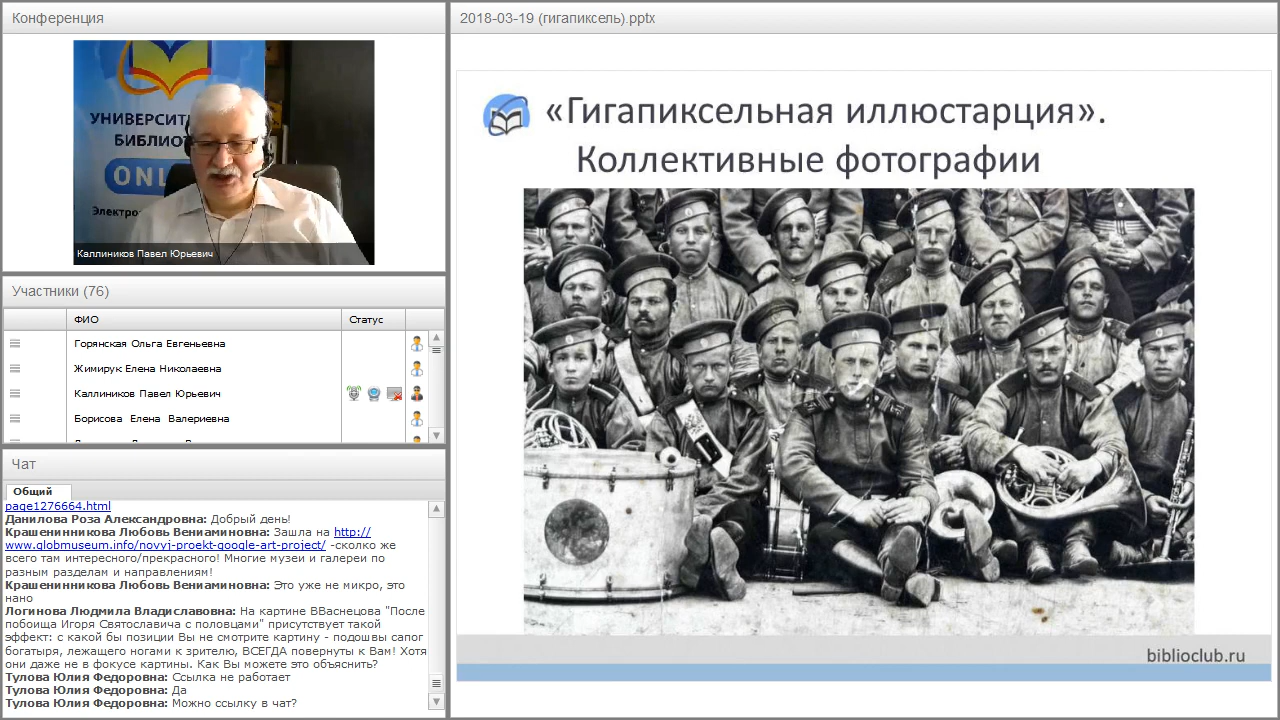 Конференция
УНИВЕРСИТ
БИБЛИО
ONL
Электро
Каллиников Павел Юрьевич
Участники (76)
ФИО
Статус
Горянская Ольга Евгеньевна
Жимирук Елена Николаевна
Каллиников Павел Юрьевич
Борисова Елена Валериевна
Чат
Общий
page1276664.html
Данилова Роза Александровна: Добрый день!
Крашенинникова Любовь Вениаминовна: Зашла на http://
www.globmuseum.info/novyj-proekt-google-art-project/ -сколко же
всего там интересного/прекрасного! Многие музеи и галереи по
разным разделам и направлениям!
Крашенинникова Любовь Вениаминовна: Это уже не микро, это
нано
Логинова Людмила Владиславовна: На картине ВВаснецова "После
побоища Игоря Святославича с половцами" присутствует такой
эффект: с какой бы позиции Вы не смотрите картину - подошвы сапог
богатыря, лежащего ногами к зрителю, ВСЕГДА повернуты к Вам! Хотя
они даже не в фокусе картины. Как Вы можете это объяснить?
Тулова Юлия Федоровна: Ссылка не работает
Тулова Юлия Федоровна: Да
Тулова Юлия Федоровна: Можно ссылку в чат?
2018-03-19 (гигапиксель).pptx
«Гигапиксельная иллюстарция».
Коллективные фотографии
biblioclub.ru